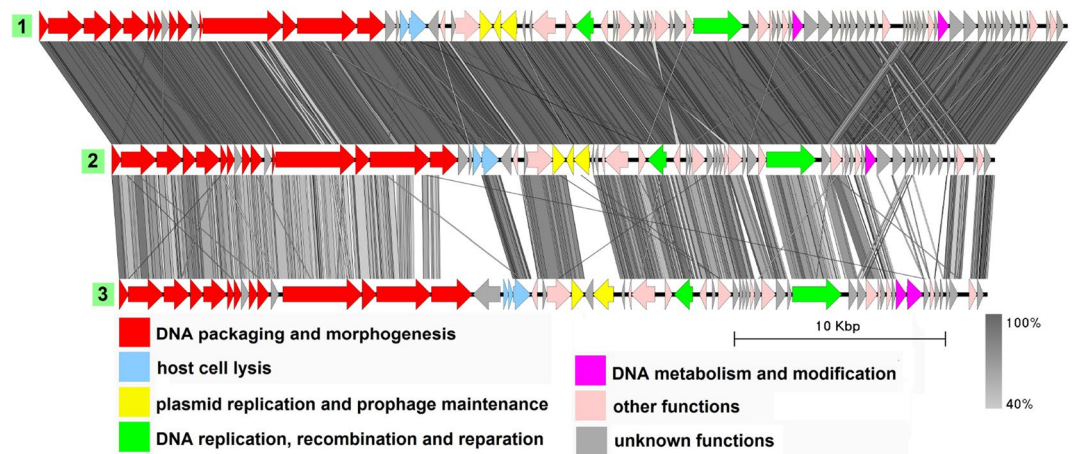 1
2
3
DNA packaging and morphogenesis
host cell lysis
plasmid replication and prophage maintenance
DNA replication, recombination and reparation
10 Kbp
DNA metabolism and modification
other functions
unknown functions
100%
40%